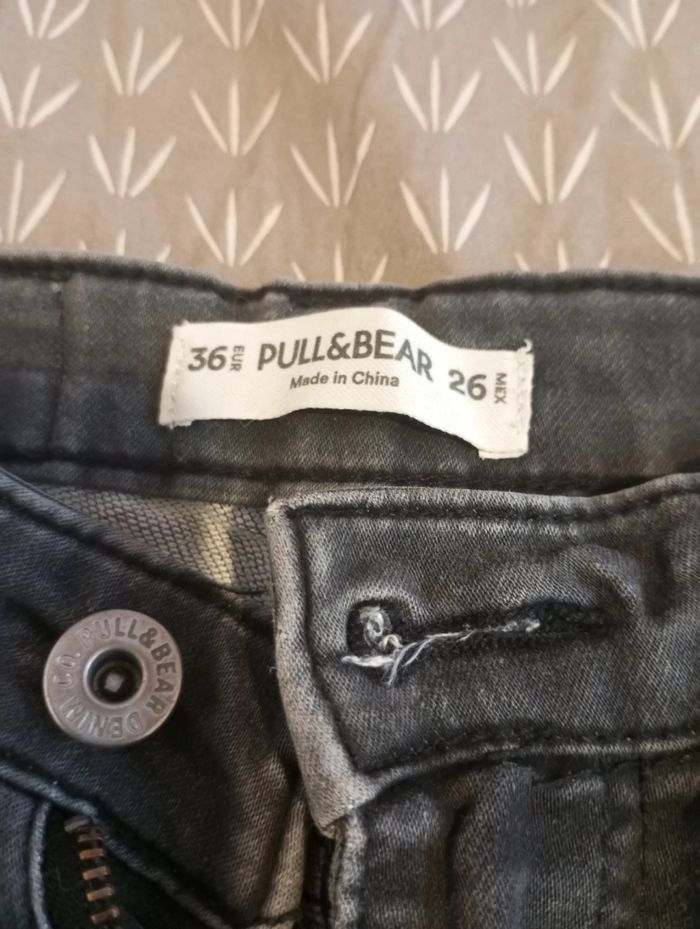 36 EUR PULL&BEAR 26 MEX
Made in China
PULL&BEAR DENIM CO.